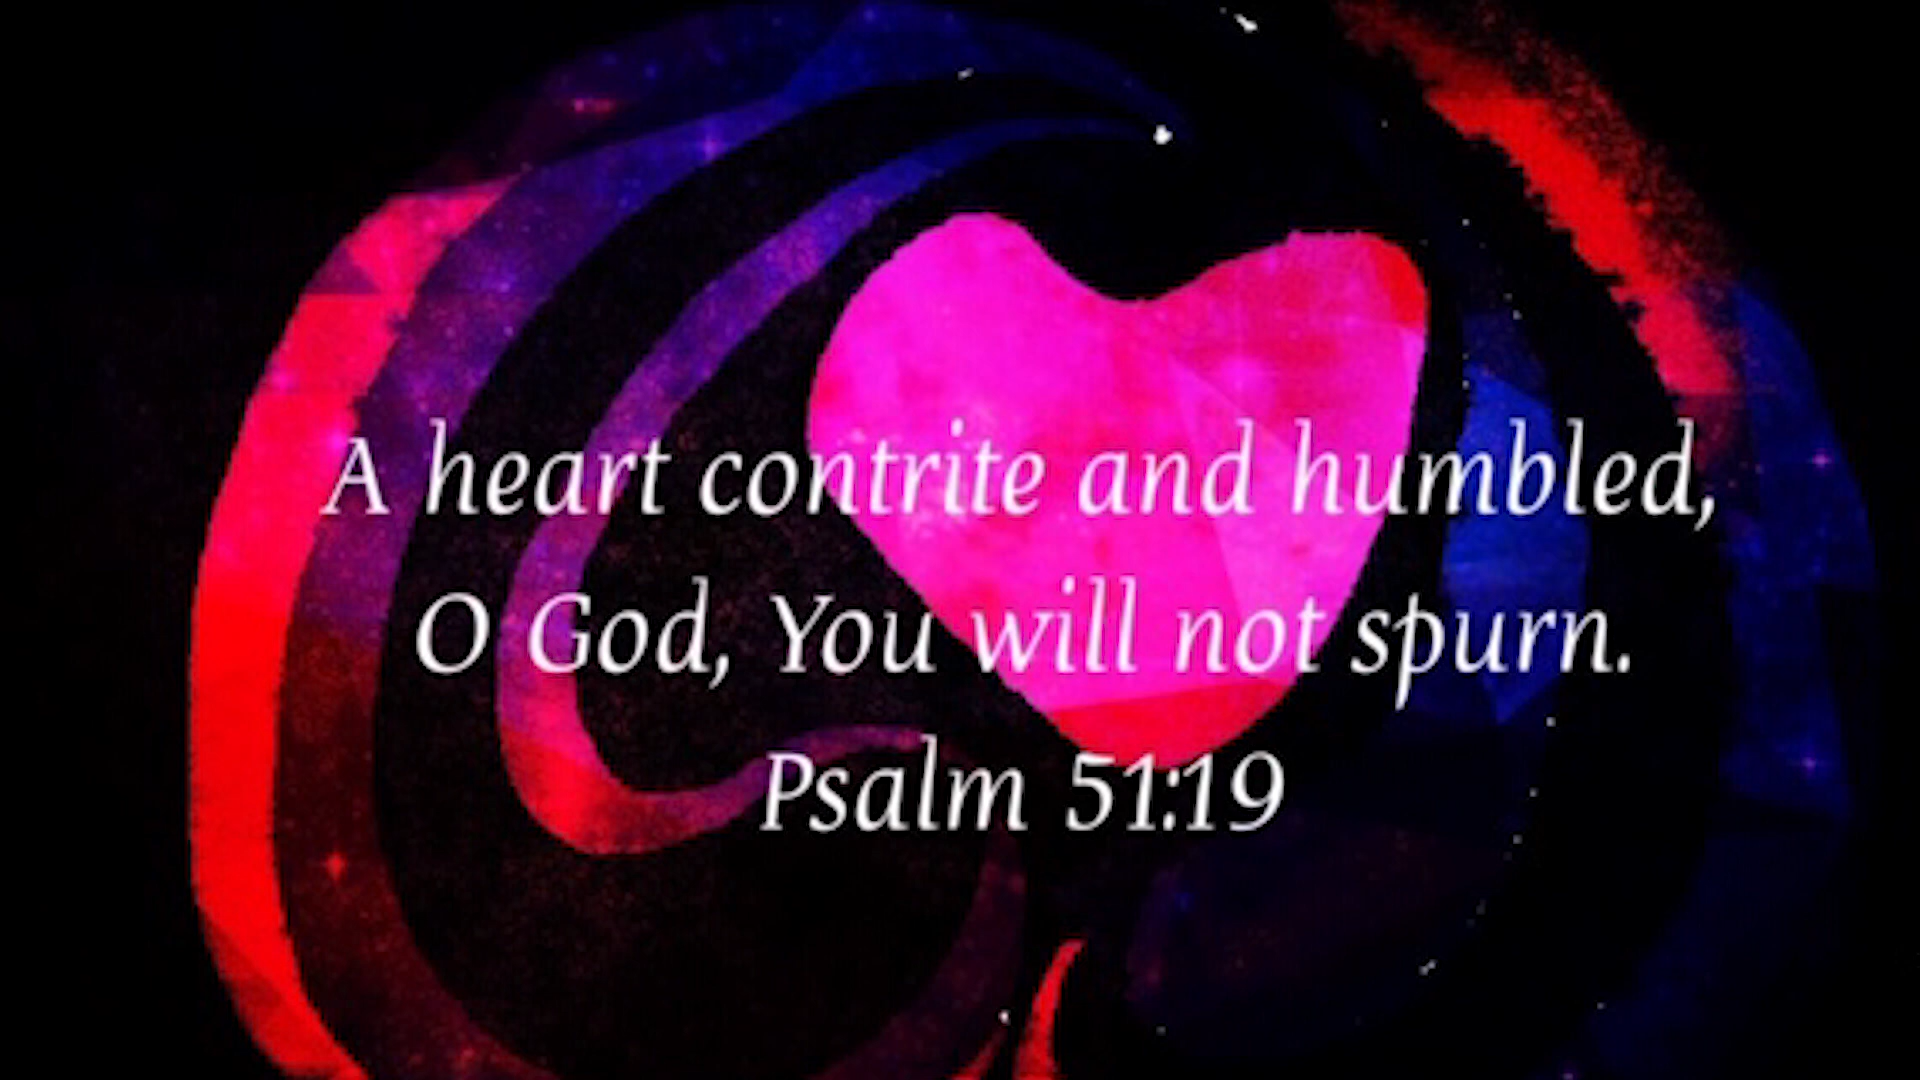 A heart contrite and humbled,
O God, You will not spurn.
Psalm 51:19